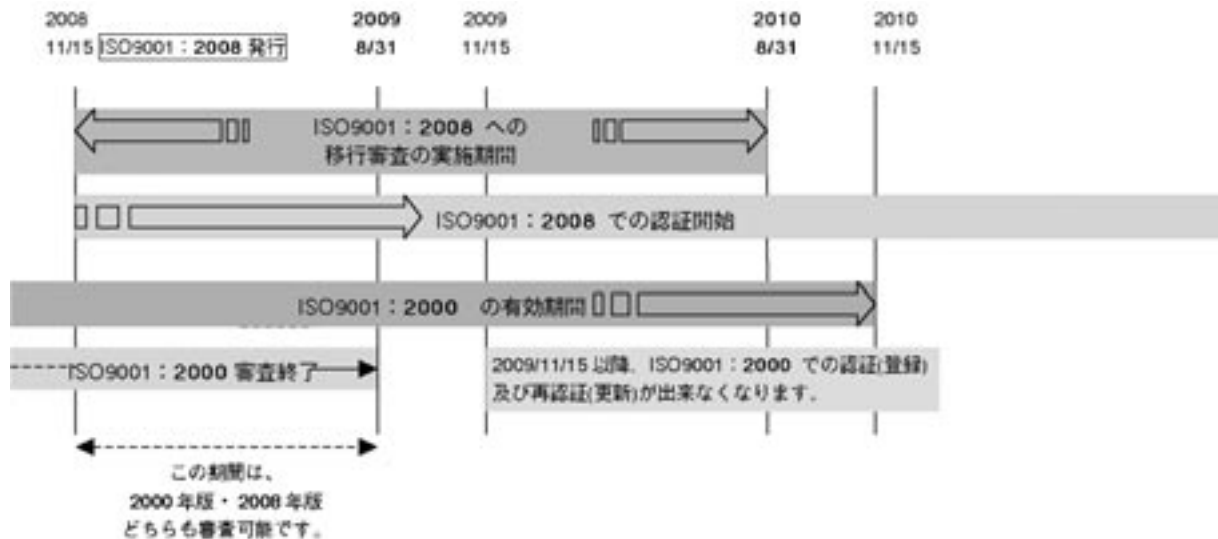 2008
11/15 ISO9001：2008 発行
2009
8/31
2009
11/15
2010
8/31
2010
11/15
ISO9001：2008 への
移行審査の実施期間
ISO9001：2008 での認証開始
ISO9001：2000 の有効期間
ISO9001：2000 審査終了
2009/11/15 以降、ISO9001：2000 での認証(登録)
及び再認証(更新)が出来なくなります。
この期間は、
2000 年版・2008 年版
どちらも審査可能です。